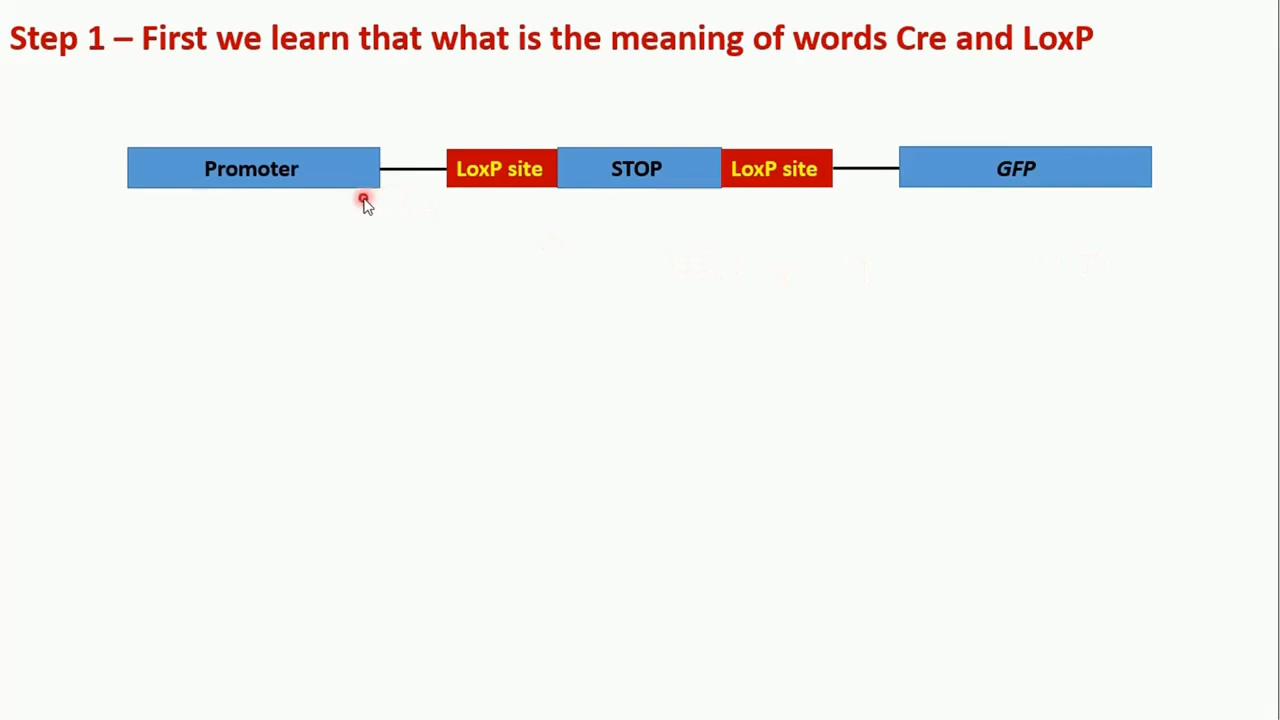 Step 1 – First we learn that what is the meaning of words Cre and LoxP
Promoter LoxP site STOP LoxP site GFP